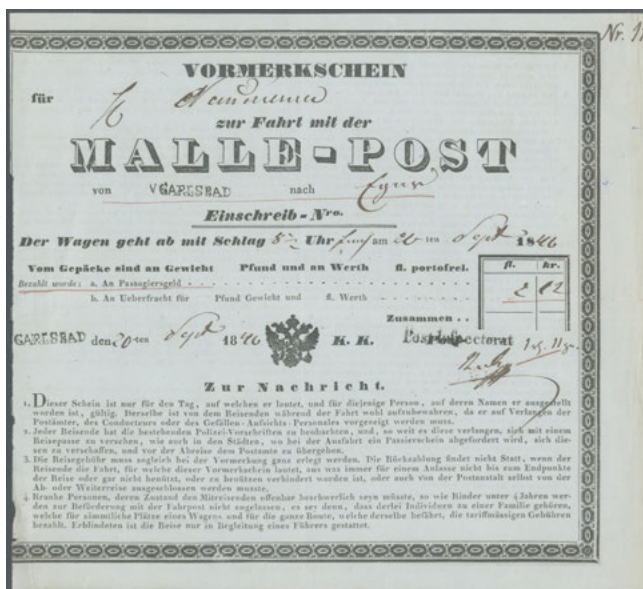 Nr.
VORMERKSCHEIN
für H Naumann
zur Fahrt mit der
MALLE-POST
von V CARLSBAD nach Eger
Einschreib-Nro.
Der Wagen geht ab mit Schlag 5 Uhr früh am 20 ten Sept 1846
Vom Gepäcke sind an Gewicht Pfund und an Werth fl. portofrei. fl. kr.
Bezahlt wurde: a. An Passagiersgeld 2 12
b. An Ueberfracht für Pfund Gewicht und fl. Werth
Zusammen . .
CARLSBAD den 20 ten Sept 1846 K. K. Postinspectorat
Zur Nachricht.
1. Dieser Schein ist nur für den Tag, auf welchen er lautet, und für diejenige Person, auf deren Namen er ausgestellt
worden ist, gültig. Derselbe ist von dem Reisenden während der Fahrt wohl aufzubewahren, da er auf Verlangen der
Postämter, des Conducteurs oder des Gefällen-Aufsichts-Personales vorgezeigt werden muss.
2. Jeder Reisende hat die bestehenden Polizei-Vorschriften zu beobachten, und, so weit es diese verlangen, sich mit einem
Reisepasse zu versehen, wie auch in den Städten, wo bei der Ausfahrt ein Passierschein abgefordert wird, sich die-
sen zu verschaffen, und vor der Abreise dem Postamte zu übergeben.
3. Die Reisegebühr muss sogleich bei der Vormerkung ganz erlegt werden. Die Rückzahlung findet nicht Statt, wenn der
Reisende die Fahrt, für welche dieser Vormerkschein lautet, aus was immer für einem Anlasse nicht bis zum Endpunkte
der Reise oder gar nicht benützt, oder zu benützen verhindert worden ist, oder auch von der Postanstalt selbst von der
Ab- oder Weiterreise ausgeschlossen werden musste.
4. Kranke Personen, deren Zustand den Mitreisenden offenbar beschwerlich seyn müsste, so wie Kinder unter 4 Jahren wer-
den zur Beförderung mit der Fahrpost nicht zugelassen, es sey denn, dass derlei Individuen zu einer Familie gehören,
welche für sämmtliche Plätze eines Wagens und für die ganze Route, welche derselbe befährt, die tariffmässigen Gebühren
bezahlt. Erblindeten ist die Reise nur in Begleitung eines Führers gestattet.